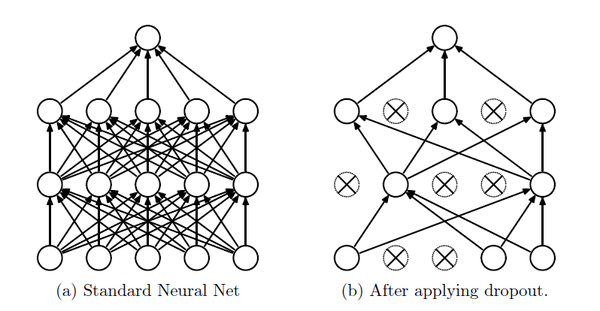 (a) Standard Neural Net
(b) After applying dropout.